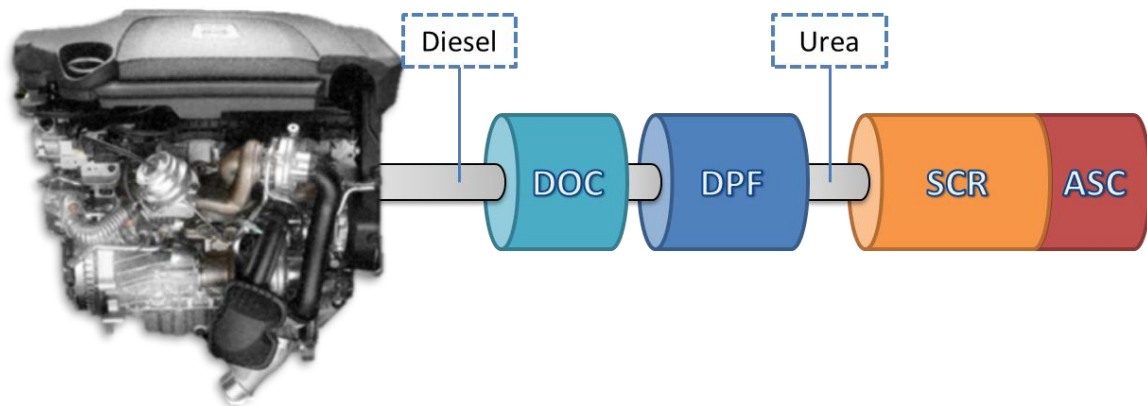 Diesel
Urea
DOC
DPF
SCR
ASC